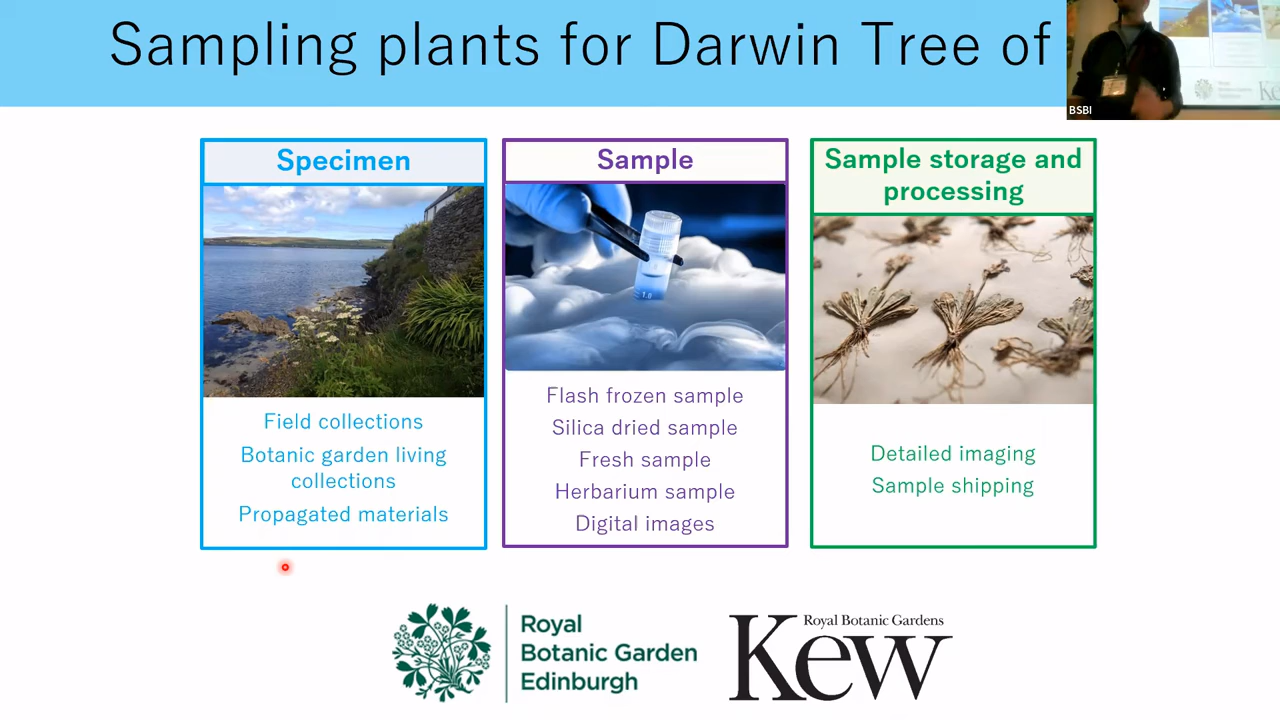 Sampling plants for Darwin Tree of
BSBI
Specimen
Field collections
Botanic garden living
collections
Propagated materials
Sample
1.0
Flash frozen sample
Silica dried sample
Fresh sample
Herbarium sample
Digital images
Sample storage and
processing
Detailed imaging
Sample shipping
Royal
Botanic Garden
Edinburgh
Royal Botanic Gardens
Kew